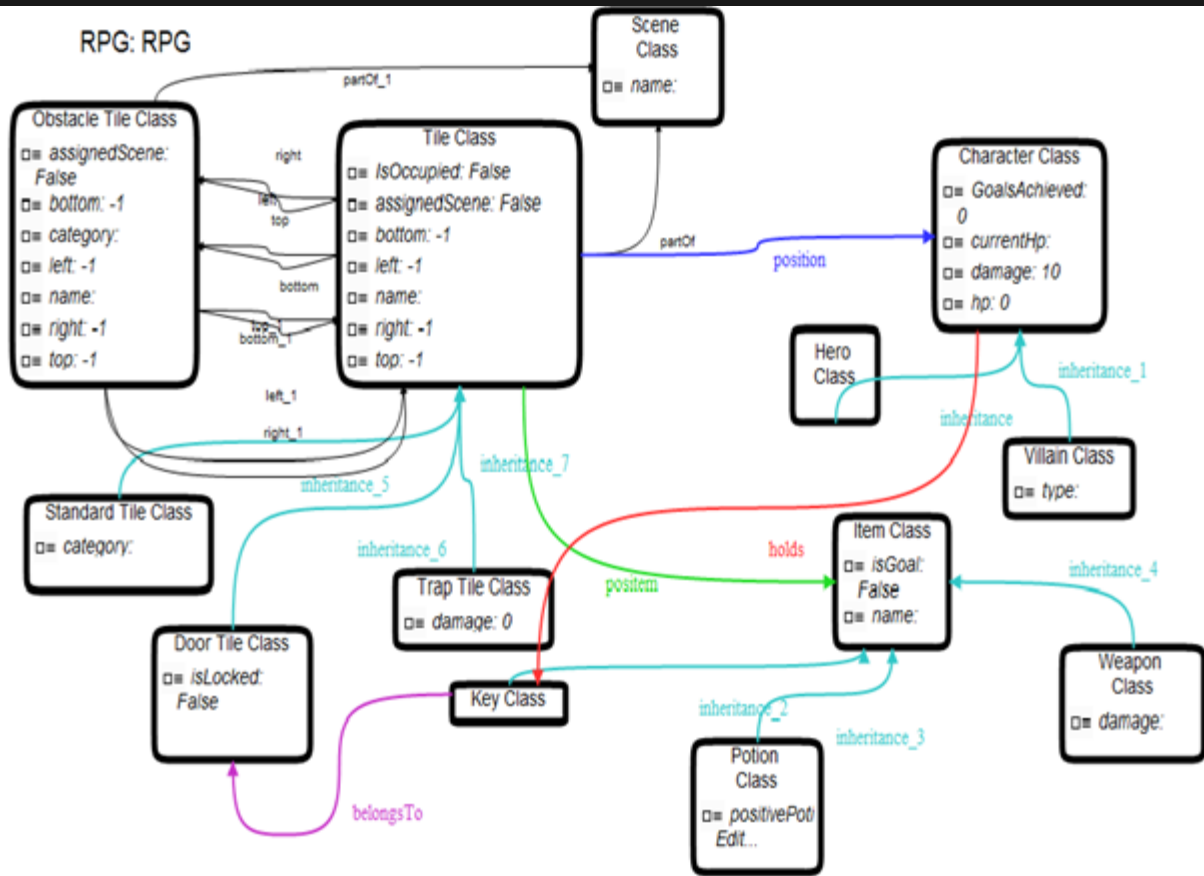 RPG: RPG
Scene
Class
name:
partOf_1
Obstacle Tile Class
assignedScene:
False
bottom: -1
category:
left: -1
name:
right: -1
top: -1
right
left
top
bottom
top_1
bottom_1
left_1
right_1
Tile Class
IsOccupied: False
assignedScene: False
bottom: -1
left: -1
name:
right: -1
top: -1
partOf
position
Character Class
GoalsAchieved:
0
currentHp:
damage: 10
hp: 0
Hero
Class
inheritance_1
inheritance
Villain Class
type:
Standard Tile Class
category:
inheritance_5
inheritance_7
inheritance_6
Trap Tile Class
damage: 0
positem
holds
Item Class
isGoal:
False
name:
inheritance_4
Door Tile Class
isLocked:
False
Key Class
Weapon
Class
damage:
inheritance_2
inheritance_3
Potion
Class
positivePoti
Edit...
belongsTo